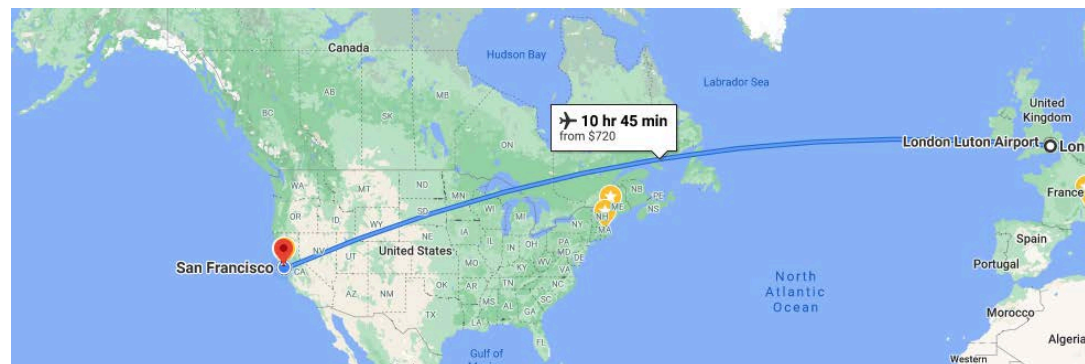 Canada
Hudson Bay
Labrador Sea
AB
MB
BC
SK
ON
10 hr 45 min
from $720
United
Kingdom
London Luton Airport
Lon
France
NB
PE
NS
ME
NH
MA
WA
MT
ND
MN
OR
ID
SD
WI
MI
WY
IA
NE
NV
UT
United States
IL
IN
OH
PA
MD
DE
San Francisco
CA
CO
KS
MO
KY
WV
VA
AZ
NM
OK
AR
TN
NC
SC
MS
AL
GA
TX
LA
FL
Gulf of
Spain
Portugal
North
Atlantic
Ocean
Morocco
Algeria
Western